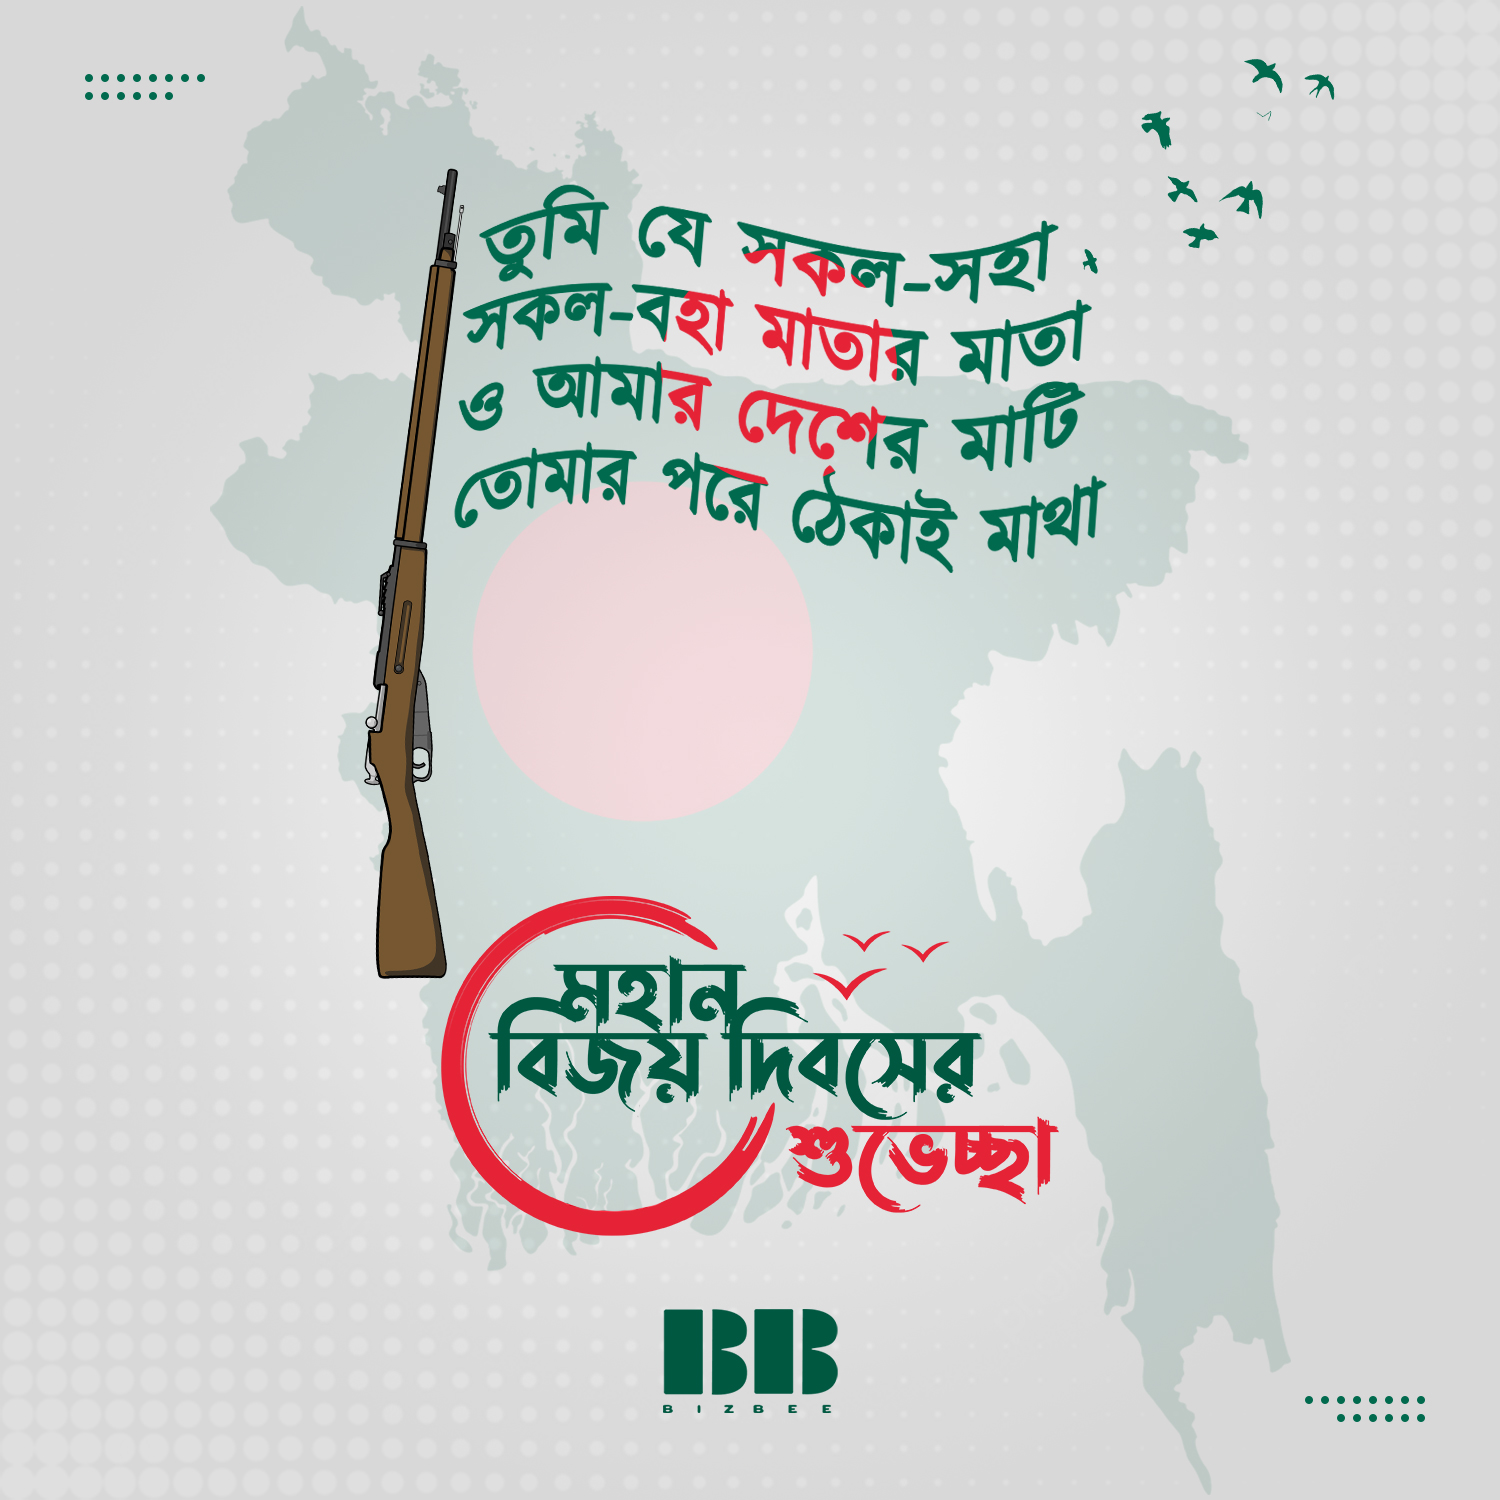 তুমি যে সকল-সহা
সকল-বহা মাতার মাতা
ও আমার দেশের মাটি
তোমার পরে ঠেকাই মাথা
মহান
বিজয় দিবসের
শুভেচ্ছা
BB
BIZBEE